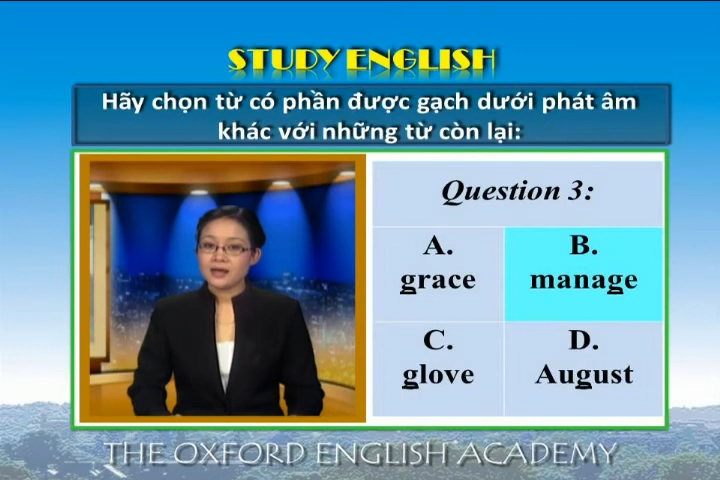 STUDY ENGLISH
Hãy chọn từ có phần được gạch dưới phát âm
khác với những từ còn lại:
Question 3:
A.
grace
B.
manage
C.
glove
D.
August
THE OXFORD ENGLISH ACADEMY